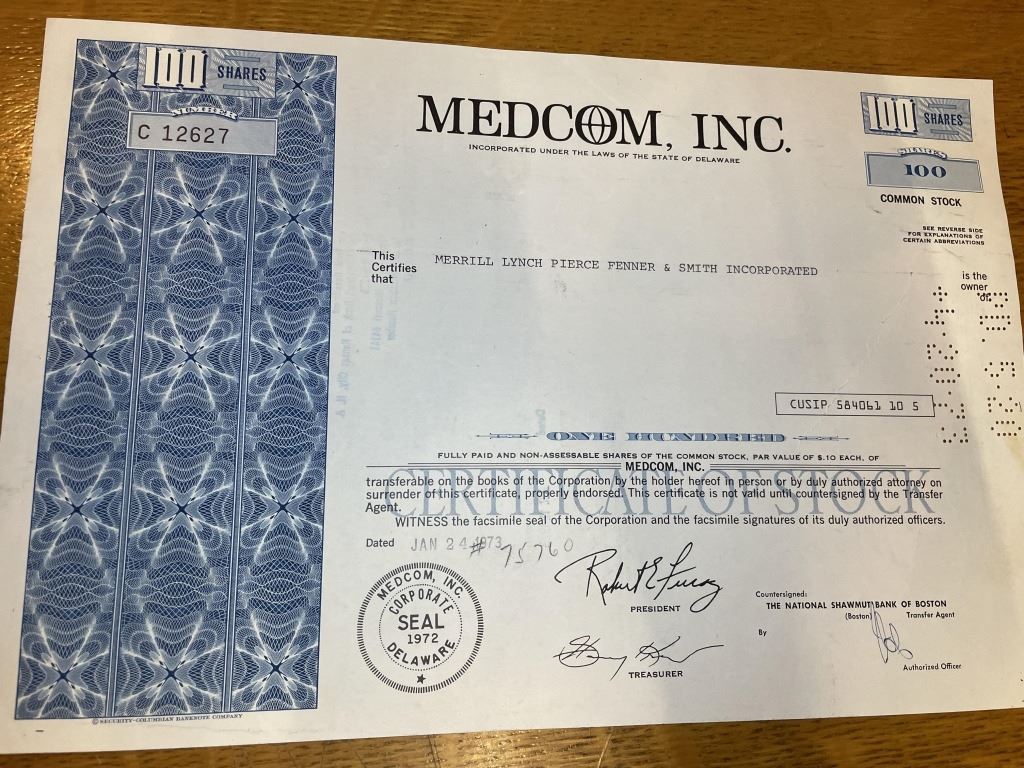 100 SHARES
NUMBER
C 12627
MEDCOM, INC.
INCORPORATED UNDER THE LAWS OF THE STATE OF DELAWARE
100 SHARES
SHARES
100
COMMON STOCK
SEE REVERSE SIDE
FOR EXPLANATIONS OF
CERTAIN ABBREVIATIONS
This
Certifies
that
MERRILL LYNCH PIERCE FENNER & SMITH INCORPORATED
is the
owner
of
CUSIP 584061 10 5
ONE HUNDRED
FULLY PAID AND NON-ASSESSABLE SHARES OF THE COMMON STOCK, PAR VALUE OF $.10 EACH, OF
MEDCOM, INC.
CERTIFICATE OF STOCK
transferable on the books of the Corporation by the holder hereof in person or by duly authorized attorney on
surrender of this certificate, properly endorsed. This certificate is not valid until countersigned by the Transfer
Agent.
WITNESS the facsimile seal of the Corporation and the facsimile signatures of its duly authorized officers.
Dated JAN 24 1973
# 75760
MEDCOM, INC.
CORPORATE
SEAL
1972
DELAWARE
PRESIDENT
TREASURER
Countersigned:
THE NATIONAL SHAWMUT BANK OF BOSTON
(Boston) Transfer Agent
By
Authorized Officer
© SECURITY-COLUMBIAN BANKNOTE COMPANY